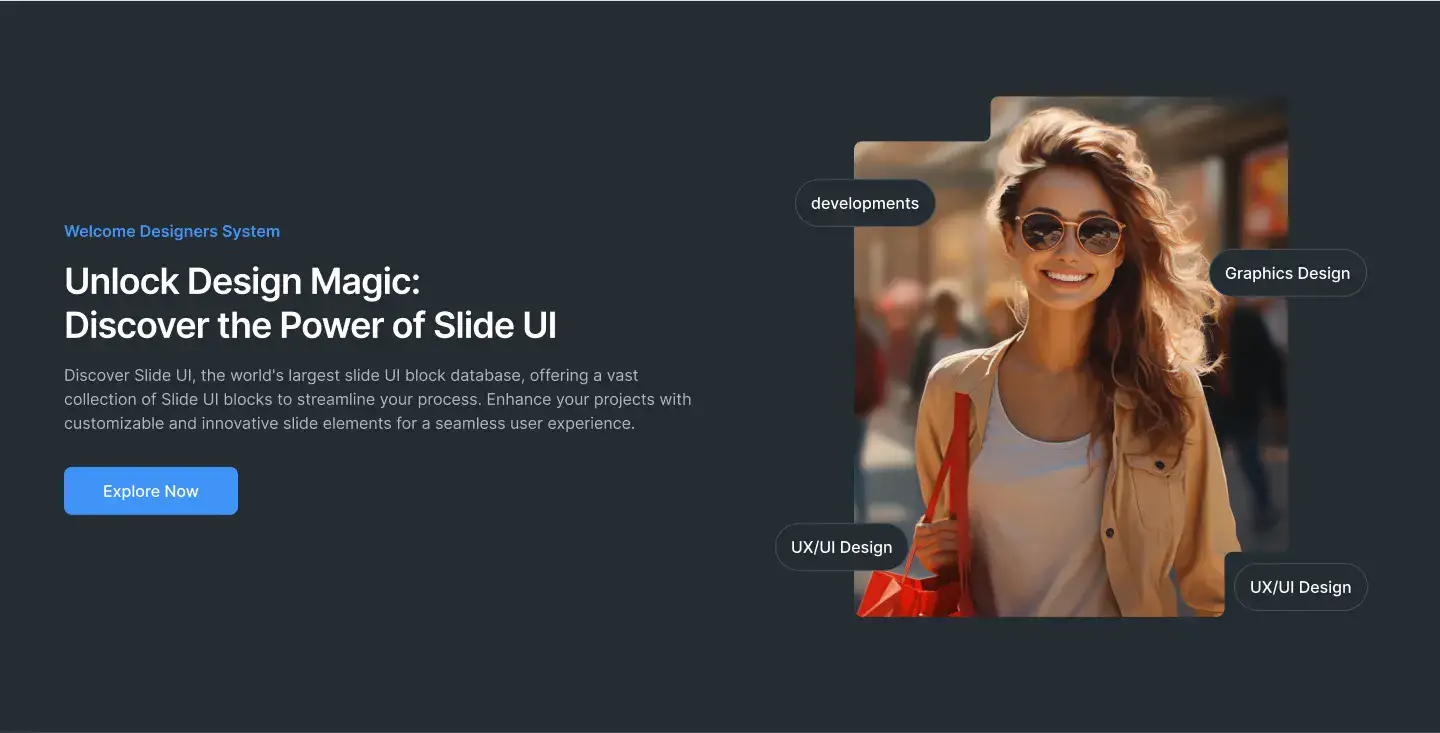 Welcome Designers System
Unlock Design Magic:
Discover the Power of Slide UI
Discover Slide UI, the world's largest slide UI block database, offering a vast
collection of Slide UI blocks to streamline your process. Enhance your projects with
customizable and innovative slide elements for a seamless user experience.
Explore Now
developments
Graphics Design
UX/UI Design
UX/UI Design